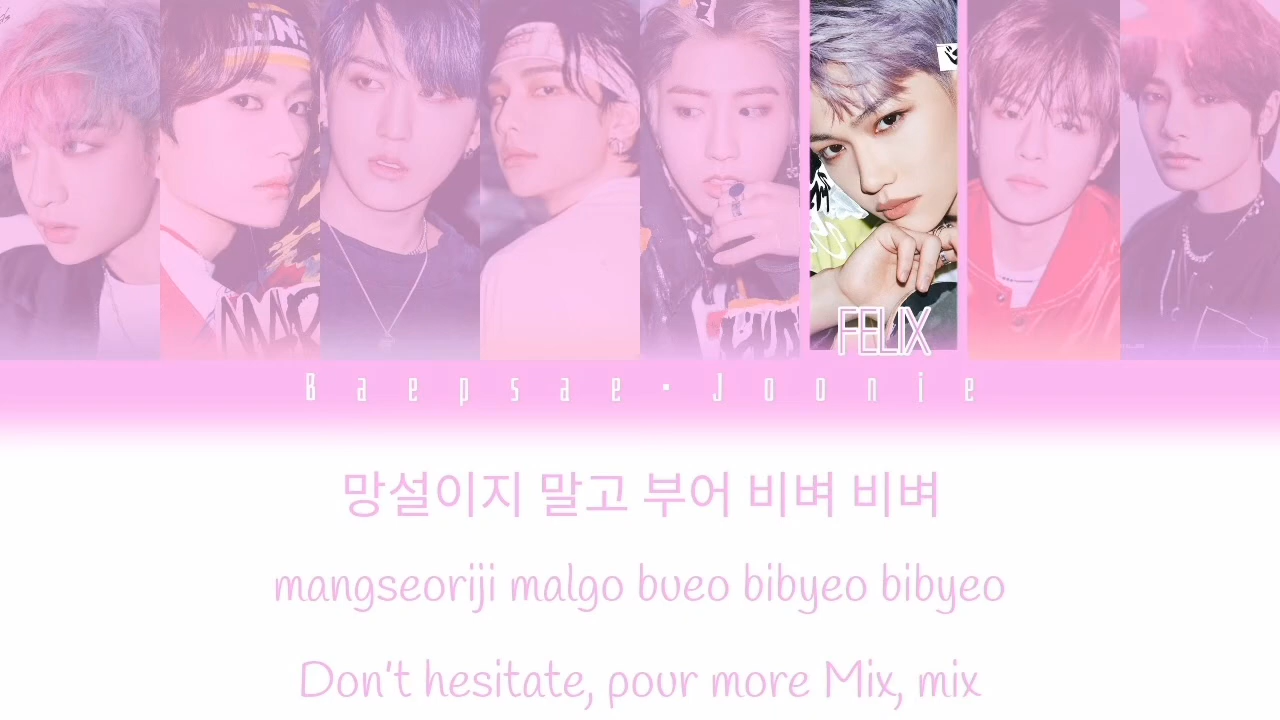 FELIX
Baepsae·Joonie
망설이지 말고 부어 비벼 비벼
mangseoriji malgo bueo bibyeo bibyeo
Don't hesitate, pour more Mix, mix